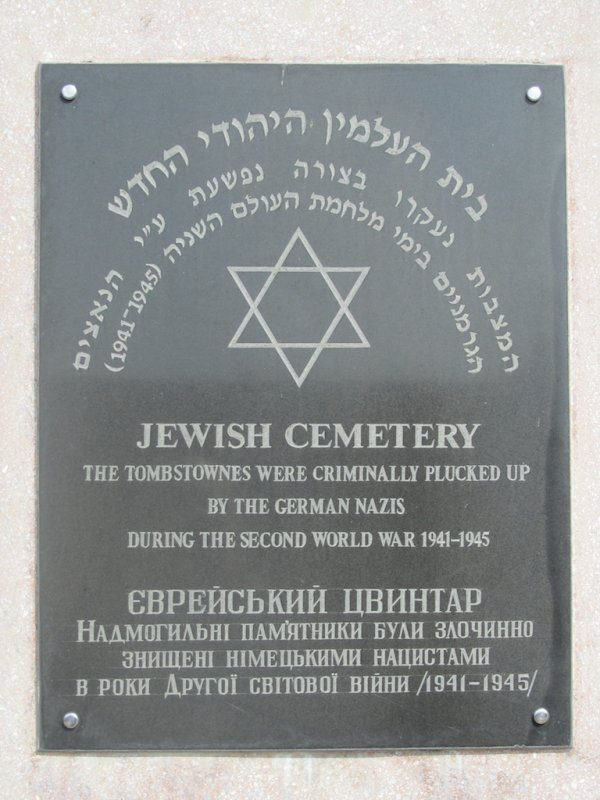 בית העלמין היהודי החדש
המצבות נעקרו בצורה נפשעת ע״י הנאצים
הגרמניים בימי מלחמת העולם השניה (1941-1945)
JEWISH CEMETERY
THE TOMBSTOWNES WERE CRIMINALLY PLUCKED UP
BY THE GERMAN NAZIS
DURING THE SECOND WORLD WAR 1941-1945
ЄВРЕЙСЬКИЙ ЦВИНТАР
НАДМОГИЛЬНІ ПАМ'ЯТНИКИ БУЛИ ЗЛОЧИННО
ЗНИЩЕНІ НІМЕЦЬКИМИ НАЦИСТАМИ
В РОКИ ДРУГОЇ СВІТОВОЇ ВІЙНИ /1941-1945/